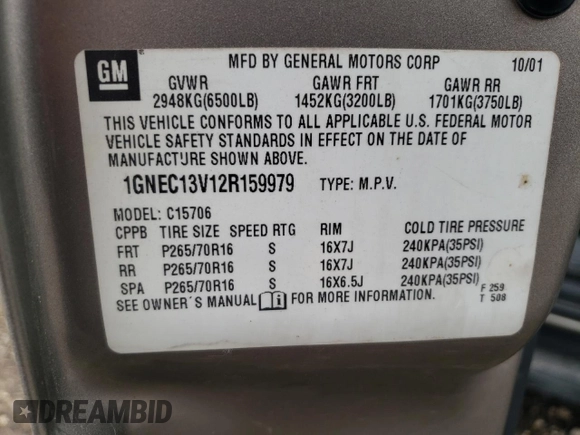 GM
MFD BY GENERAL MOTORS CORP 10/01
GVWR GAWR FRT GAWR RR
2948KG(6500LB) 1452KG(3200LB) 1701KG(3750LB)
THIS VEHICLE CONFORMS TO ALL APPLICABLE U.S. FEDERAL MOTOR
VEHICLE SAFETY STANDARDS IN EFFECT ON THE DATE OF
MANUFACTURE SHOWN ABOVE.
1GNEC13V12R159979 TYPE: M.P.V.
MODEL: C15706
CPPB TIRE SIZE SPEED RTG RIM COLD TIRE PRESSURE
FRT P265/70R16 S 16X7J 240KPA(35PSI)
RR P265/70R16 S 16X7J 240KPA(35PSI)
SPA P265/70R16 S 16X6.5J 240KPA(35PSI)
SEE OWNER'S MANUAL FOR MORE INFORMATION.
F 259
T 508
DREAMBID